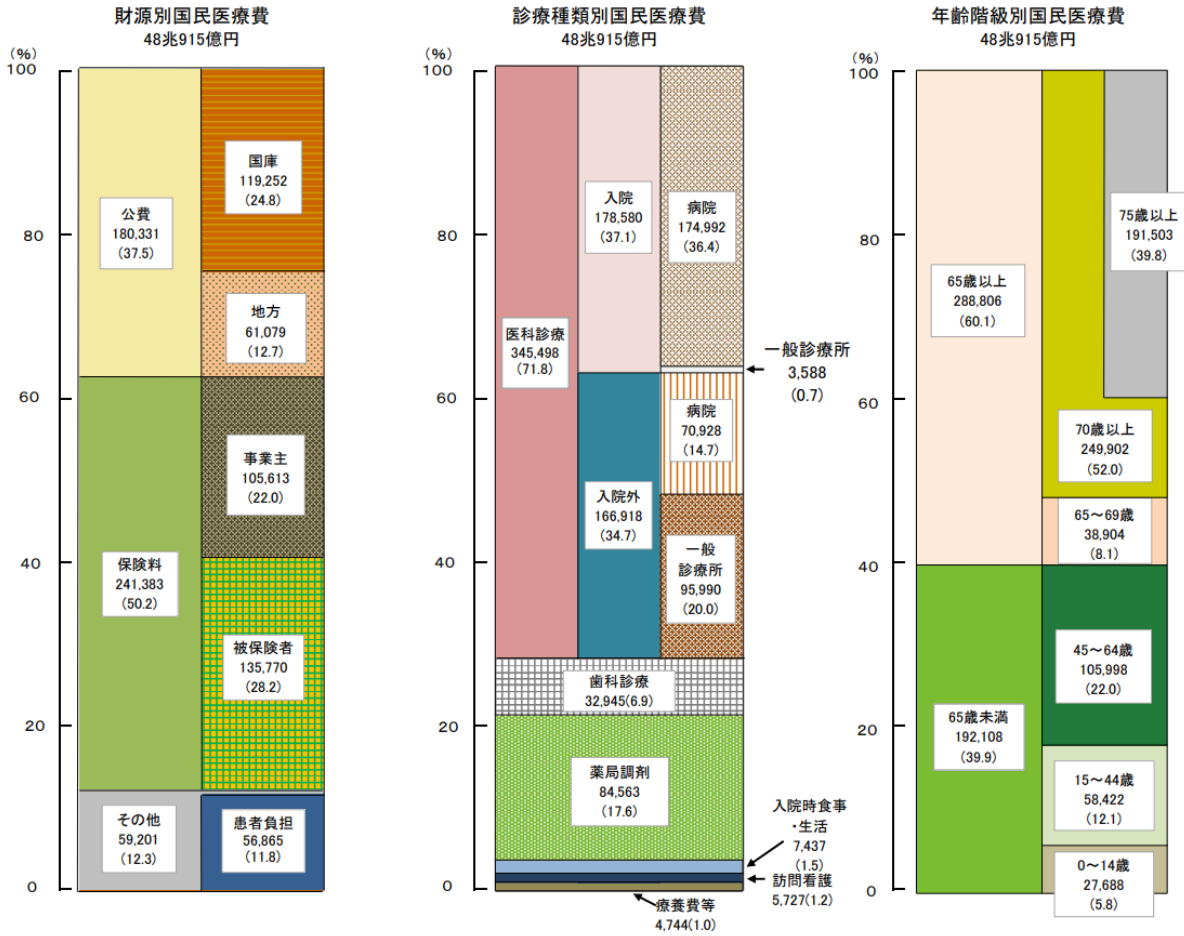 財源別国民医療費
48兆915億円
(%)
100
80
60
40
20
0
公費
180,331
(37.5)
国庫
119,252
(24.8)
地方
61,079
(12.7)
保険料
241,383
(50.2)
事業主
105,613
(22.0)
被保険者
135,770
(28.2)
その他
59,201
(12.3)
患者負担
56,865
(11.8)
診療種類別国民医療費
48兆915億円
(%)
100
80
60
40
20
0
医科診療
345,498
(71.8)
入院
178,580
(37.1)
病院
174,992
(36.4)
一般診療所
3,588
(0.7)
入院外
166,918
(34.7)
病院
70,928
(14.7)
一般
診療所
95,990
(20.0)
歯科診療
32,945(6.9)
薬局調剤
84,563
(17.6)
入院時食事
・生活
7,437
(1.5)
訪問看護
5,727(1.2)
療養費等
4,744(1.0)
年齢階級別国民医療費
48兆915億円
(%)
100
80
60
40
20
0
65歳以上
288,806
(60.1)
75歳以上
191,503
(39.8)
70歳以上
249,902
(52.0)
65~69歳
38,904
(8.1)
65歳未満
192,108
(39.9)
45~64歳
105,998
(22.0)
15~44歳
58,422
(12.1)
0~14歳
27,688
(5.8)